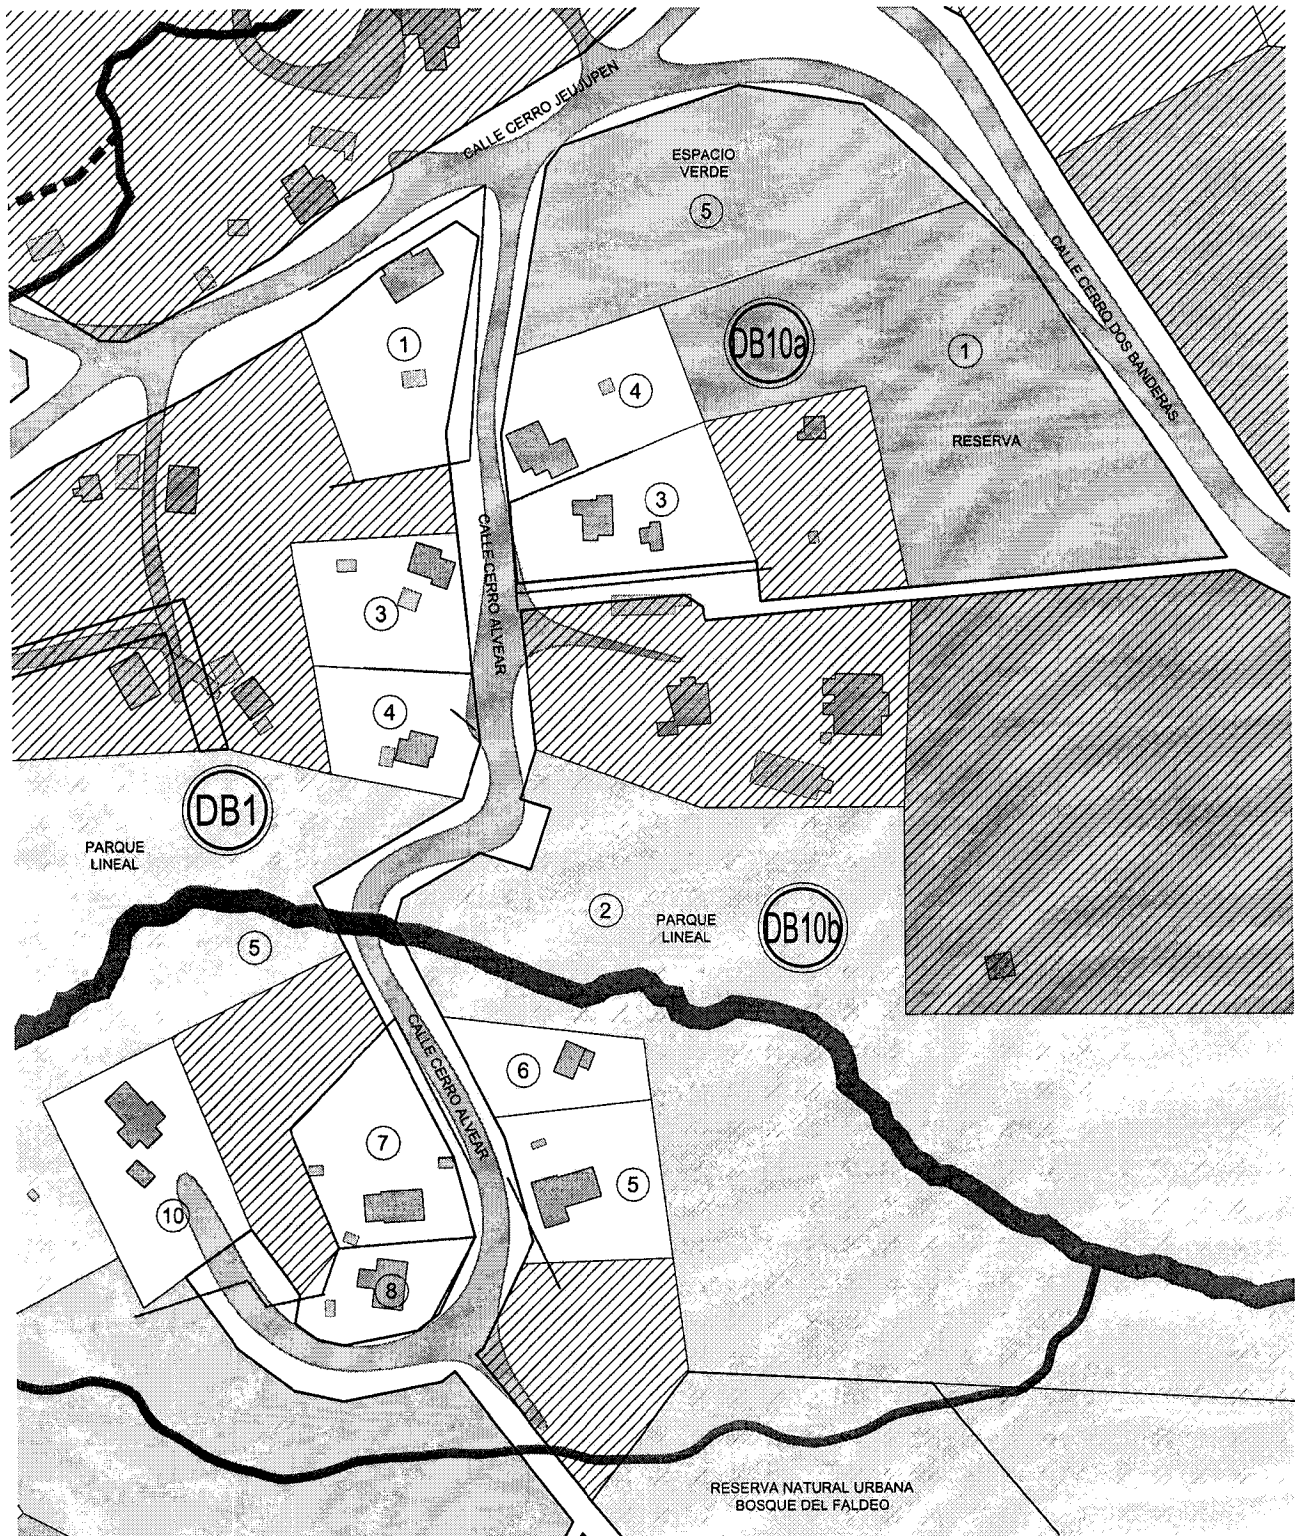 CALLE CERRO JEUJUPEN
ESPACIO
VERDE
5
CALLE CERRO DOS BANDERAS
1
DB10a
1
4
RESERVA
3
CALLE CERRO ALVEAR
3
4
DB1
PARQUE
LINEAL
2
PARQUE
LINEAL
DB10b
5
CALLE CERRO ALVEAR
6
7
5
10
8
RESERVA NATURAL URBANA
BOSQUE DEL FALDEO